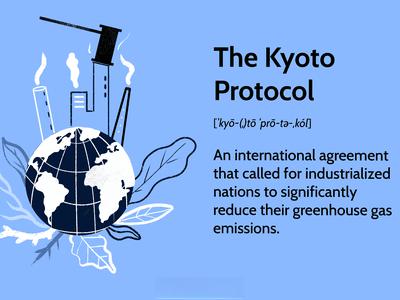 The Kyoto
Protocol
[ˈkyō-(ˌ)tō ˈprō-tə-ˌkól]
An international agreement
that called for industrialized
nations to significantly
reduce their greenhouse gas
emissions.